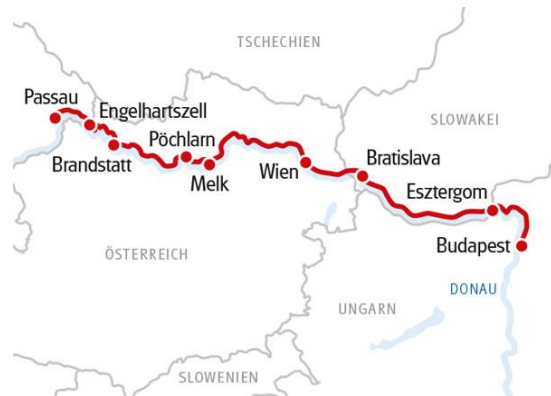 TSCHECHIEN
Passau
Engelhartszell
Pöchlarn
SLOWAKEI
Brandstatt
Melk
Wien
Bratislava
Esztergom
Budapest
ÖSTERREICH
DONAU
UNGARN
SLOWENIEN